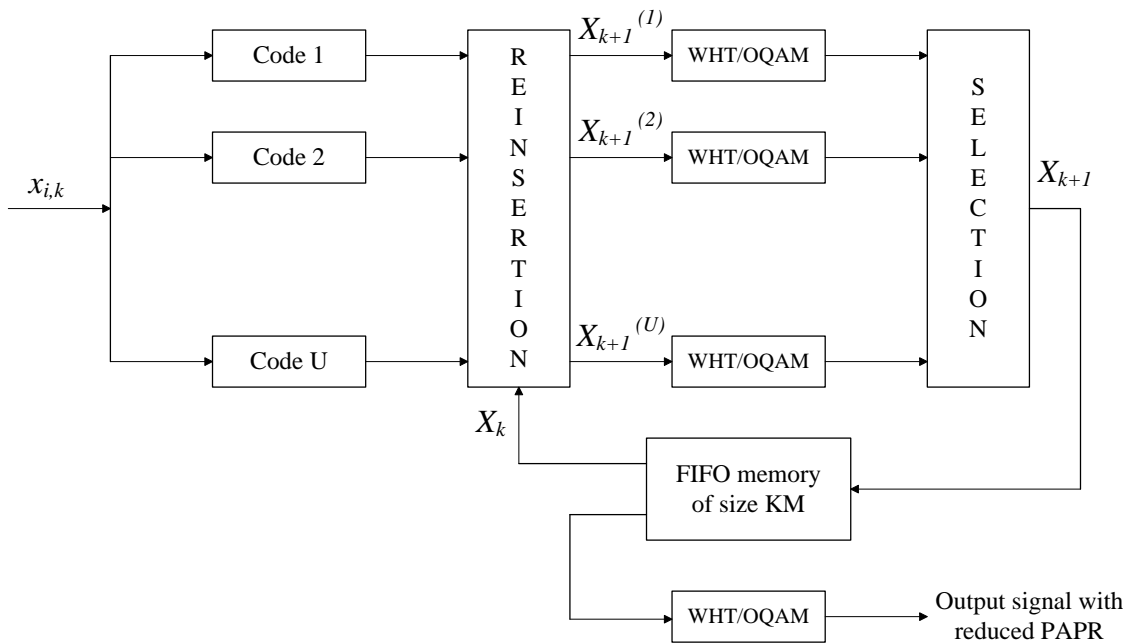 Code 1
Code 2
Code U
x_{i,k}
REINSERTION
X_{k+1}^{(1)}
X_{k+1}^{(2)}
X_{k+1}^{(U)}
WHT/OQAM
WHT/OQAM
WHT/OQAM
SELECTION
X_{k+1}
X_k
FIFO memory
of size KM
WHT/OQAM
Output signal with
reduced PAPR